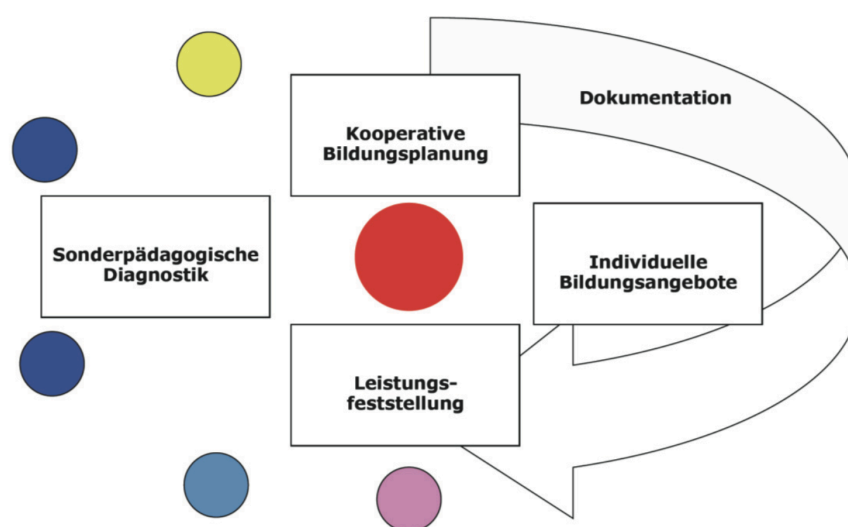 Dokumentation
Kooperative
Bildungsplanung
Sonderpädagogische
Diagnostik
Individuelle
Bildungsangebote
Leistungs-
feststellung